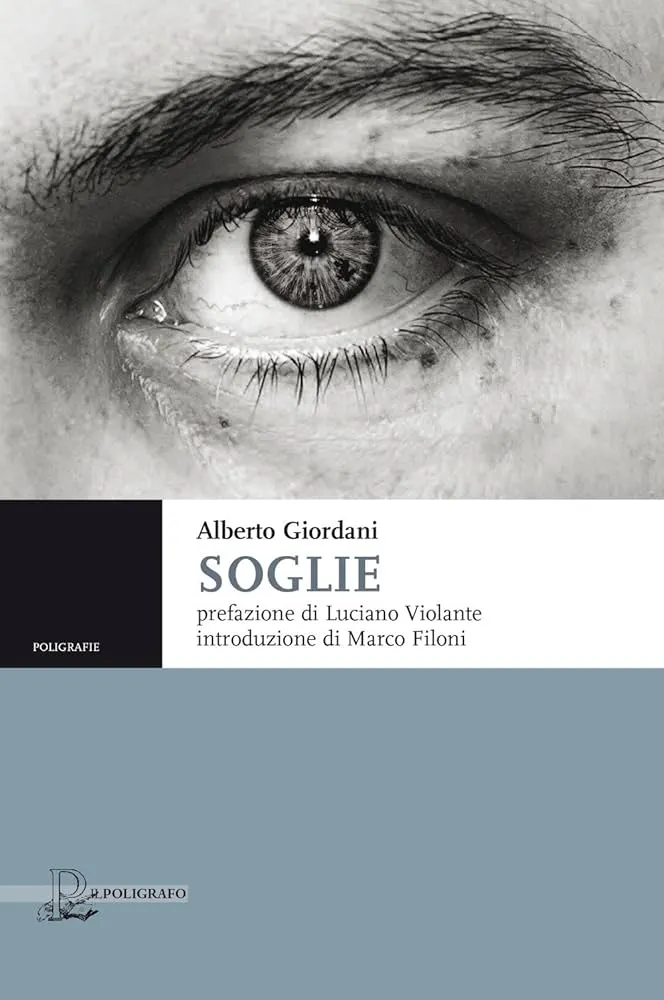 Alberto Giordani
SOGLIE
prefazione di Luciano Violante
introduzione di Marco Filoni
POLIGRAFIE
IL POLIGRAFO